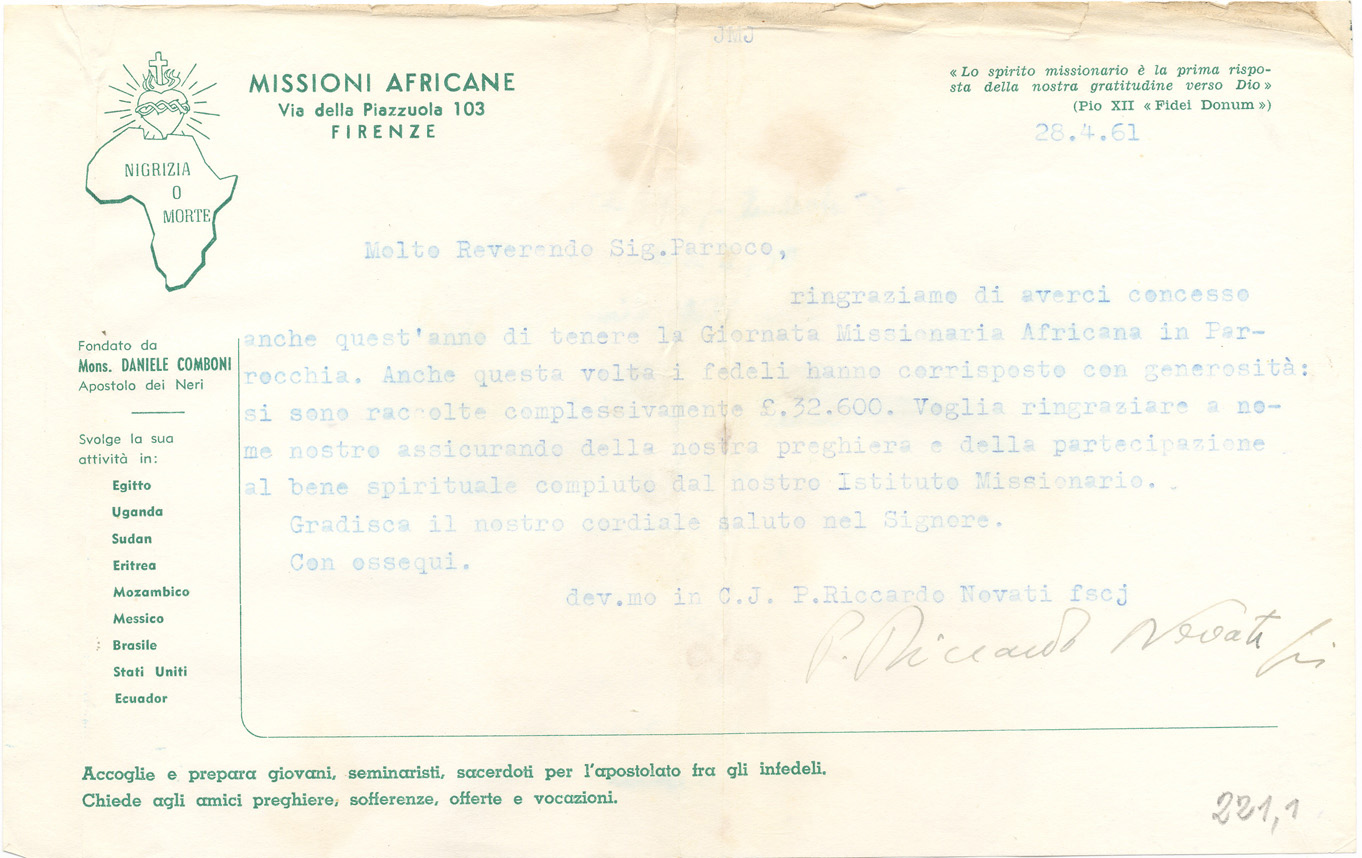 JMJ
MISSIONI AFRICANE
Via della Piazzuola 103
FIRENZE
« Lo spirito missionario è la prima rispo-
sta della nostra gratitudine verso Dio »
(Pio XII « Fidei Donum »)
28.4.61
NIGRIZIA
O
MORTE
Molto Reverendo Sig.Parroco,
ringraziamo di averci concesso
anche quest'anno di tenere la Giornata Missionaria Africana in Par-
rocchia. Anche questa volta i fedeli hanno corrisposto con generosità:
si sono raccolte complessivamente £.32.600. Voglia ringraziare a no-
me nostro assicurando della nostra preghiera e della partecipazione
al bene spirituale compiuto dal nostro Istituto Missionario.
Gradisca il nostro cordiale saluto nel Signore.
Con ossequi.
dev.mo in C.J. P.Riccardo Novati fscj
P. Riccardo Novati
Fondato da
Mons. DANIELE COMBONI
Apostolo dei Neri
Svolge la sua
attività in:
Egitto
Uganda
Sudan
Eritrea
Mozambico
Messico
Brasile
Stati Uniti
Ecuador
Accoglie e prepara giovani, seminaristi, sacerdoti per l'apostolato fra gli infedeli.
Chiede agli amici preghiere, sofferenze, offerte e vocazioni.
221,1